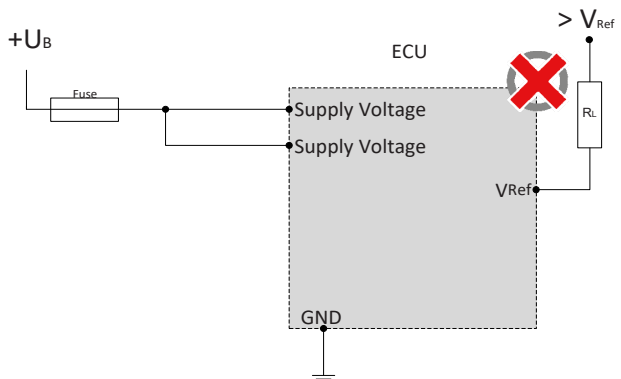 > VRef
+UB
ECU
Fuse
Supply Voltage
RL
Supply Voltage
VRef
GND